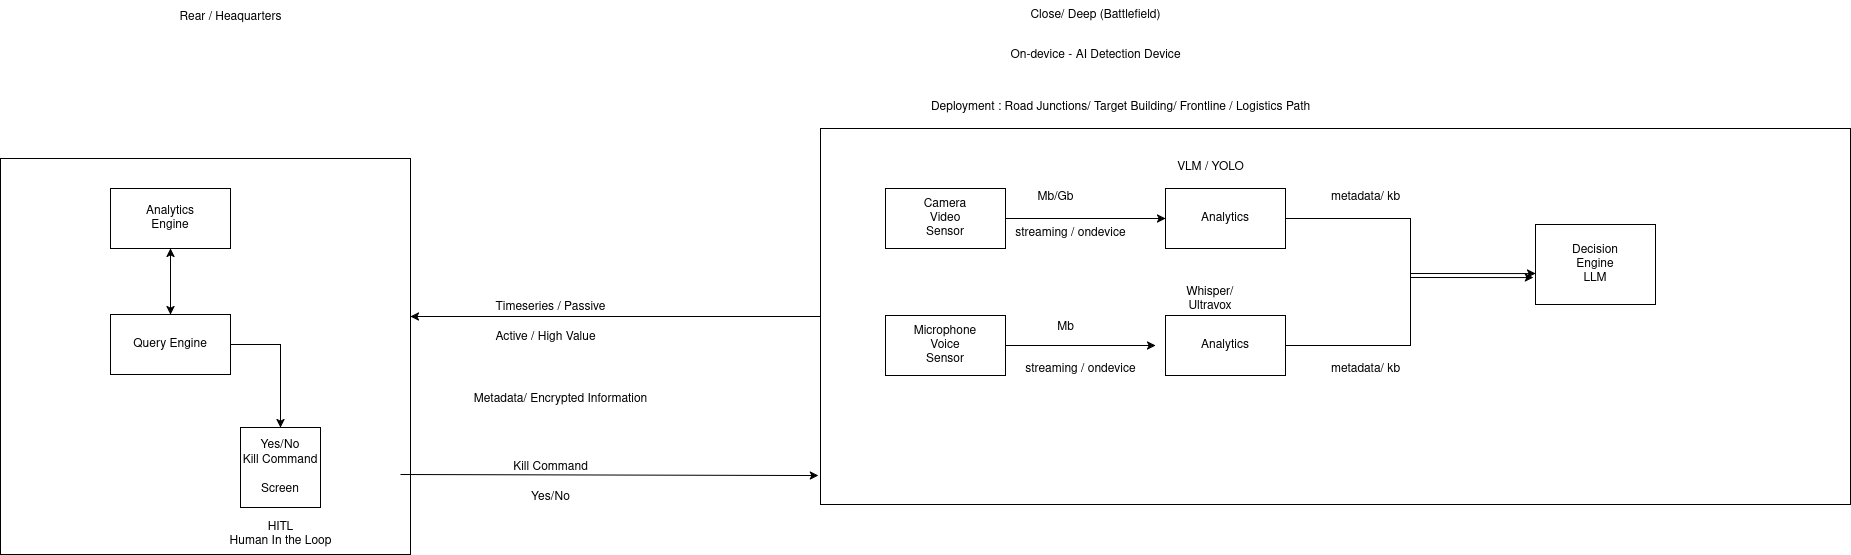 Rear / Heaquarters
Close/ Deep (Battlefield)
On-device - AI Detection Device
Deployment : Road Junctions/ Target Building/ Frontline / Logistics Path
Analytics
Engine
Query Engine
Yes/No
Kill Command
Screen
HITL
Human In the Loop
Timeseries / Passive
Active / High Value
Metadata/ Encrypted Information
Kill Command
Yes/No
VLM / YOLO
Camera
Video
Sensor
Mb/Gb
streaming / ondevice
Analytics
metadata/ kb
Decision
Engine
LLM
Whisper/
Ultravox
Microphone
Voice
Sensor
Mb
streaming / ondevice
Analytics
metadata/ kb